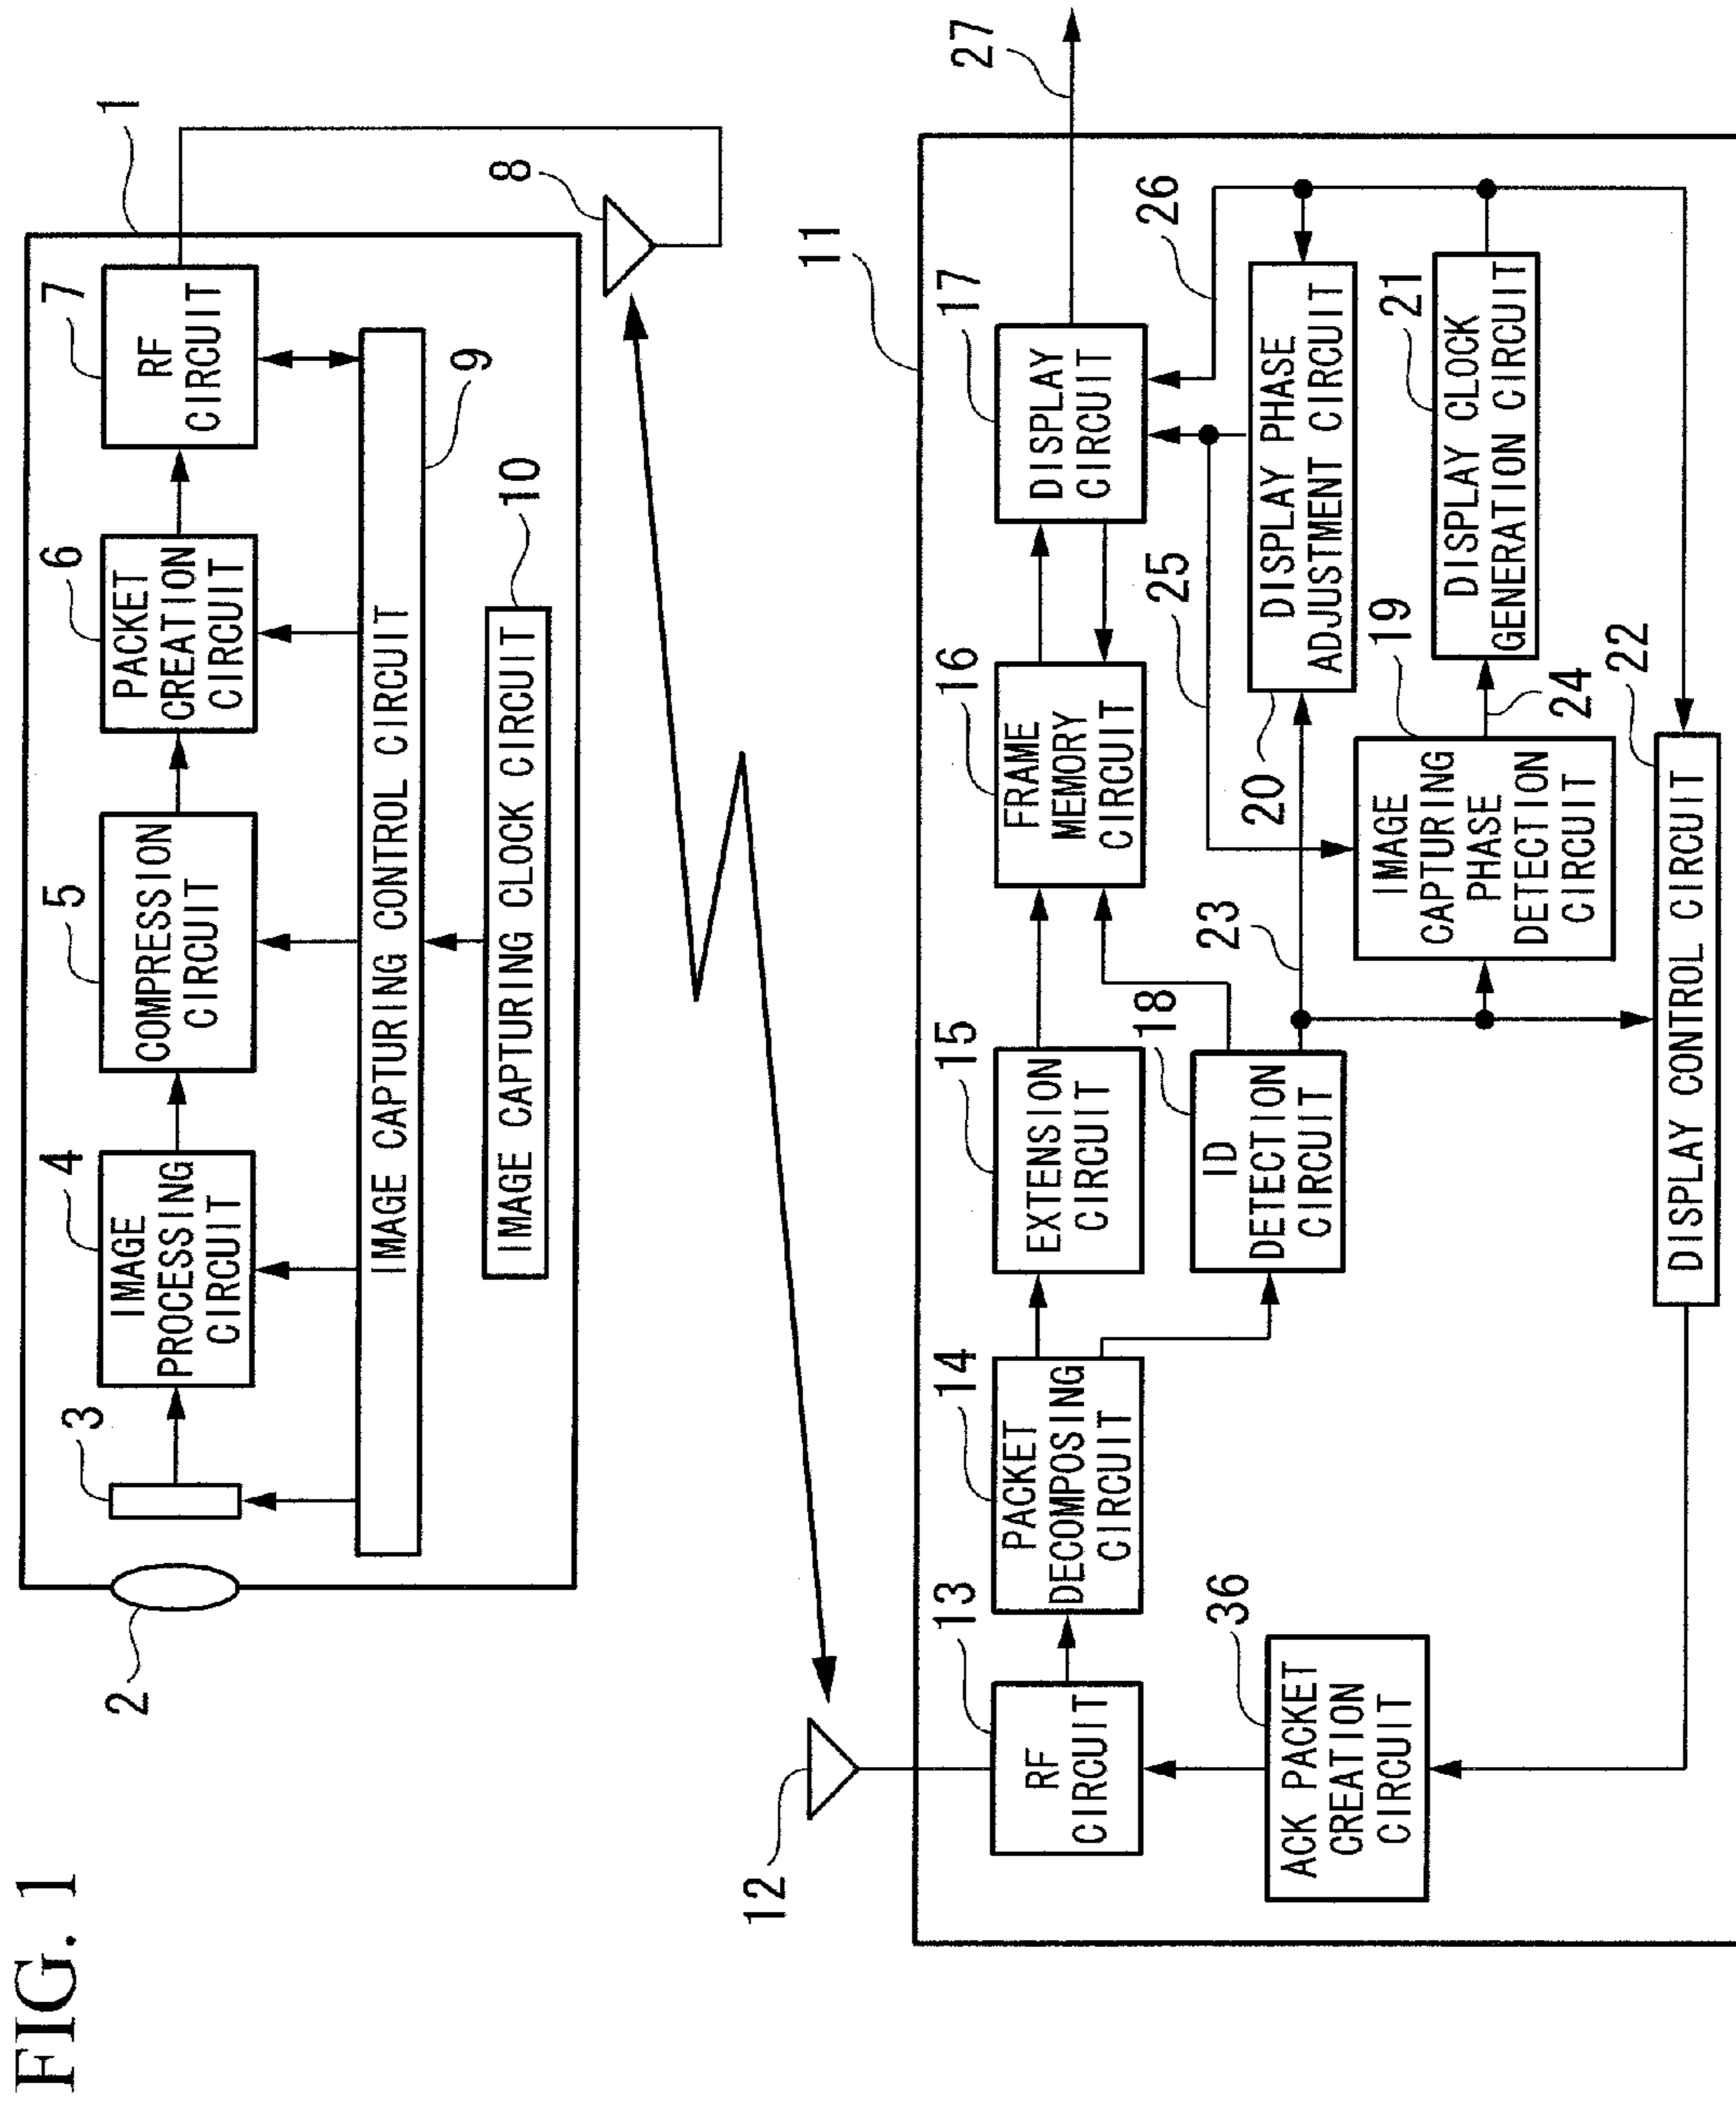 FIG. 1
1
2
3
4
IMAGE
PROCESSING
CIRCUIT
5
COMPRESSION
CIRCUIT
6
PACKET
CREATION
CIRCUIT
7
RF
CIRCUIT
8
IMAGE CAPTURING CONTROL CIRCUIT
9
IMAGE CAPTURING CLOCK CIRCUIT
10
11
12
13
RF
CIRCUIT
14
PACKET
DECOMPOSING
CIRCUIT
15
EXTENSION
CIRCUIT
16
FRAME
MEMORY
CIRCUIT
17
DISPLAY
CIRCUIT
27
18
ID
DETECTION
CIRCUIT
23
25
26
20
DISPLAY PHASE
ADJUSTMENT CIRCUIT
36
ACK PACKET
CREATION
CIRCUIT
19
IMAGE
CAPTURING
PHASE
DETECTION
CIRCUIT
24
21
DISPLAY CLOCK
GENERATION CIRCUIT
22
DISPLAY CONTROL CIRCUIT